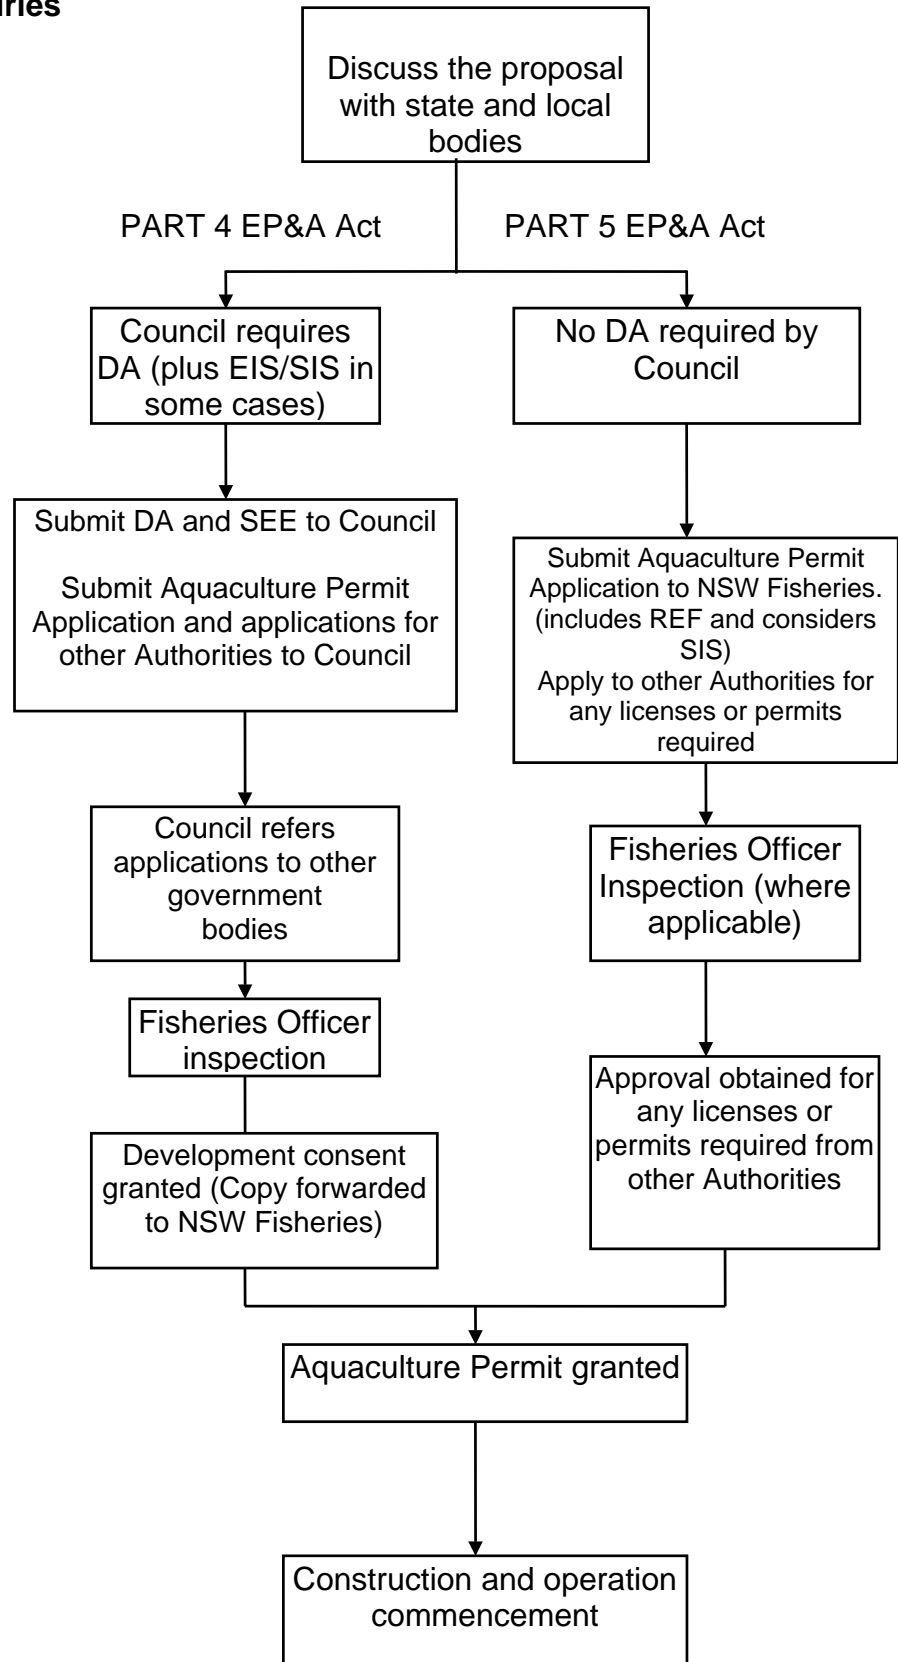 Discuss the proposal
with state and local
bodies
PART 4 EP&A Act
PART 5 EP&A Act
Council requires
DA (plus EIS/SIS in
some cases)
No DA required by
Council
Submit DA and SEE to Council
Submit Aquaculture Permit
Application and applications for
other Authorities to Council
Submit Aquaculture Permit
Application to NSW Fisheries.
(includes REF and considers
SIS)
Apply to other Authorities for
any licenses or permits
required
Council refers
applications to other
government
bodies
Fisheries Officer
Inspection (where
applicable)
Fisheries Officer
inspection
Approval obtained for
any licenses or
permits required from
other Authorities
Development consent
granted (Copy forwarded
to NSW Fisheries)
Aquaculture Permit granted
Construction and operation
commencement